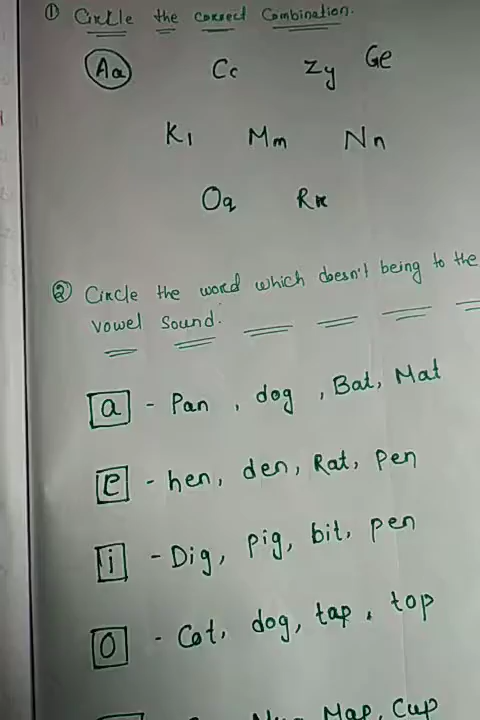 ① Circle the correct Combination.
Aa Cc Zy Ge
Kl Mm Nn
Oq Rr
② Circle the word which doesn't being to the
vowel sound.
a - Pan , dog , Bat, Mat
e - hen, den, Rat, Pen
i - Dig, pig, bit, pen
o - Cot, dog, tap, top
Map, Cup